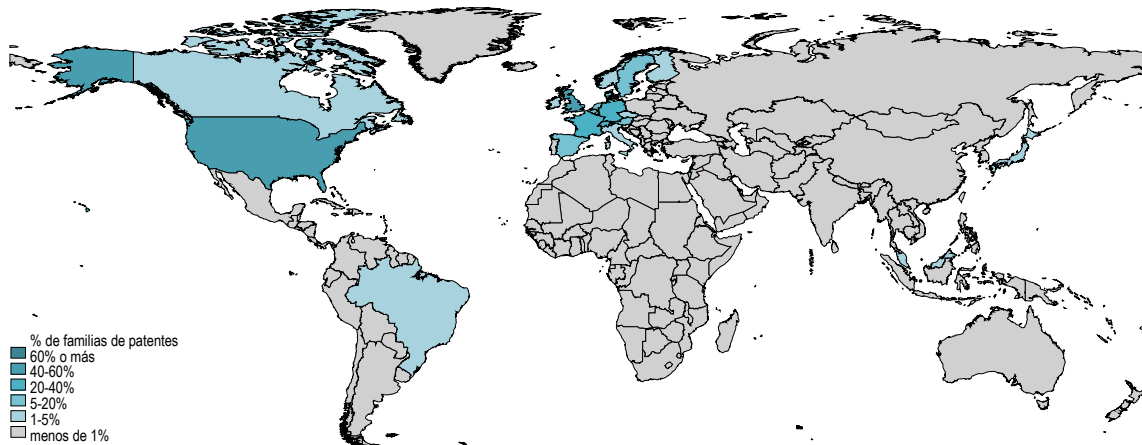 % de familias de patentes
60% o más
40-60%
20-40%
5-20%
1-5%
menos de 1%